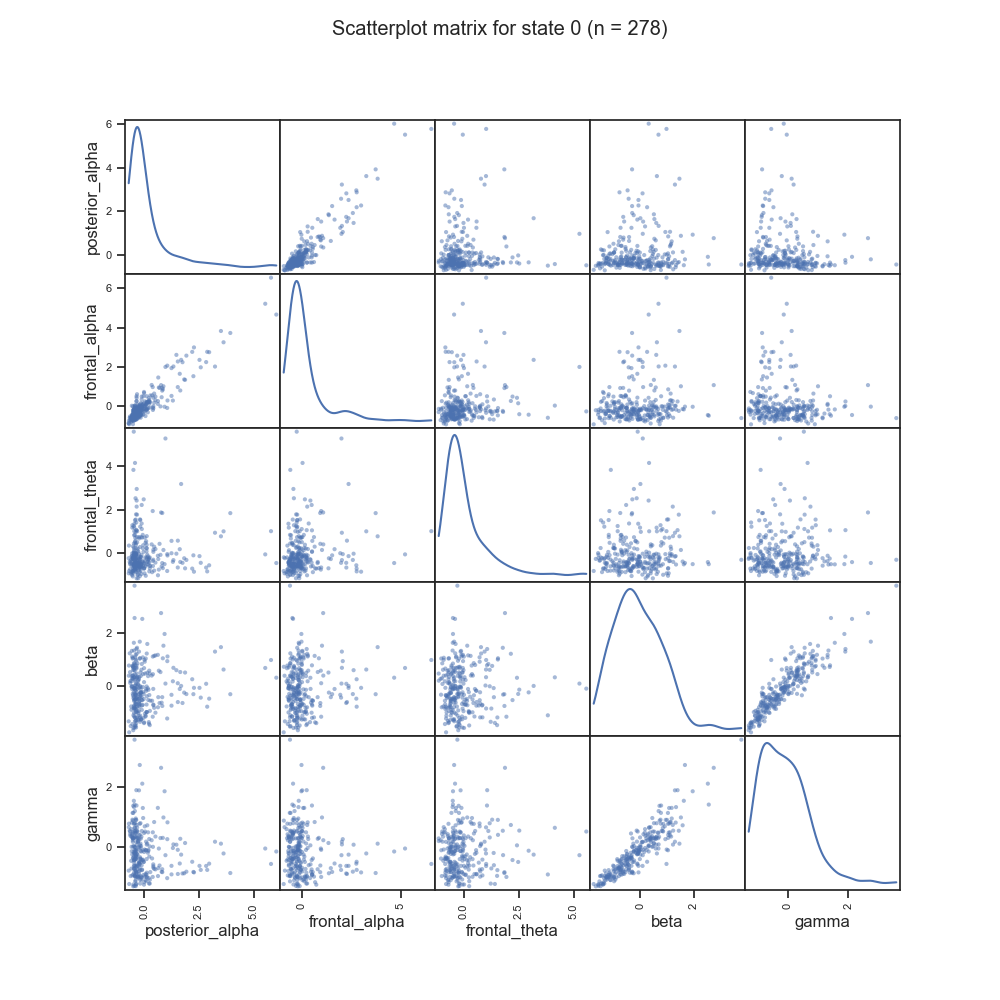 Scatterplot matrix for state 0 (n = 278)
6
4
2
0
posterior_alpha
6
4
2
0
frontal_alpha
4
2
0
frontal_theta
2
0
beta
2
0
gamma
0.0 2.5 5.0 0 5 0.0 2.5 5.0 0 2 0 2
posterior_alpha frontal_alpha frontal_theta beta gamma